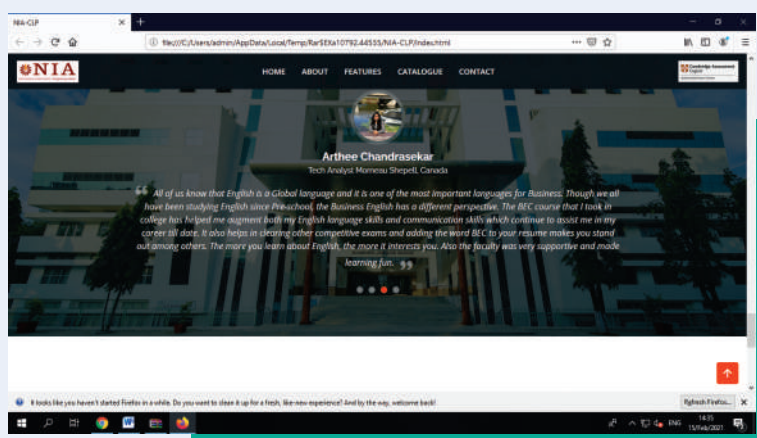 NIA-CLP
file:///C:/Users/admin/AppData/Local/Temp/Rar$EXa10792.44555/NIA-CLP/index.html
NIA
HOME ABOUT FEATURES CATALOGUE CONTACT
Cambridge Assessment
English
Arthee Chandrasekar
Tech Analyst Morneau Shepell, Canada
“ All of us know that English is a Global language and it is one of the most important languages for Business. Though we all
have been studying English since Pre-school, the Business English has a different perspective. The BEC course that I took in
college has helped me augment both my English language skills and communication skills which continue to assist me in my
career till date. It also helps in clearing other competitive exams and adding the word BEC to your resume makes you stand
out among others. The more you learn about English, the more it interests you. Also the faculty was very supportive and made
learning fun. ”
It looks like you haven't started Firefox in a while. Do you want to clean it up for a fresh, like-new experience? And by the way, welcome back!
Refresh Firefox...
ENG
14:35
15/Feb/2021